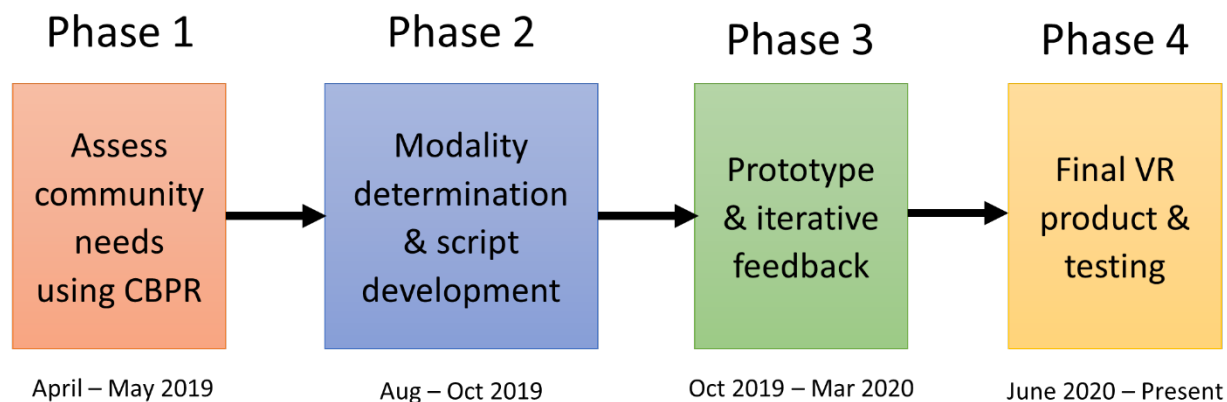 Phase 1
Assess
community
needs
using CBPR
April – May 2019
Phase 2
Modality
determination
& script
development
Aug – Oct 2019
Phase 3
Prototype
& iterative
feedback
Oct 2019 – Mar 2020
Phase 4
Final VR
product &
testing
June 2020 – Present